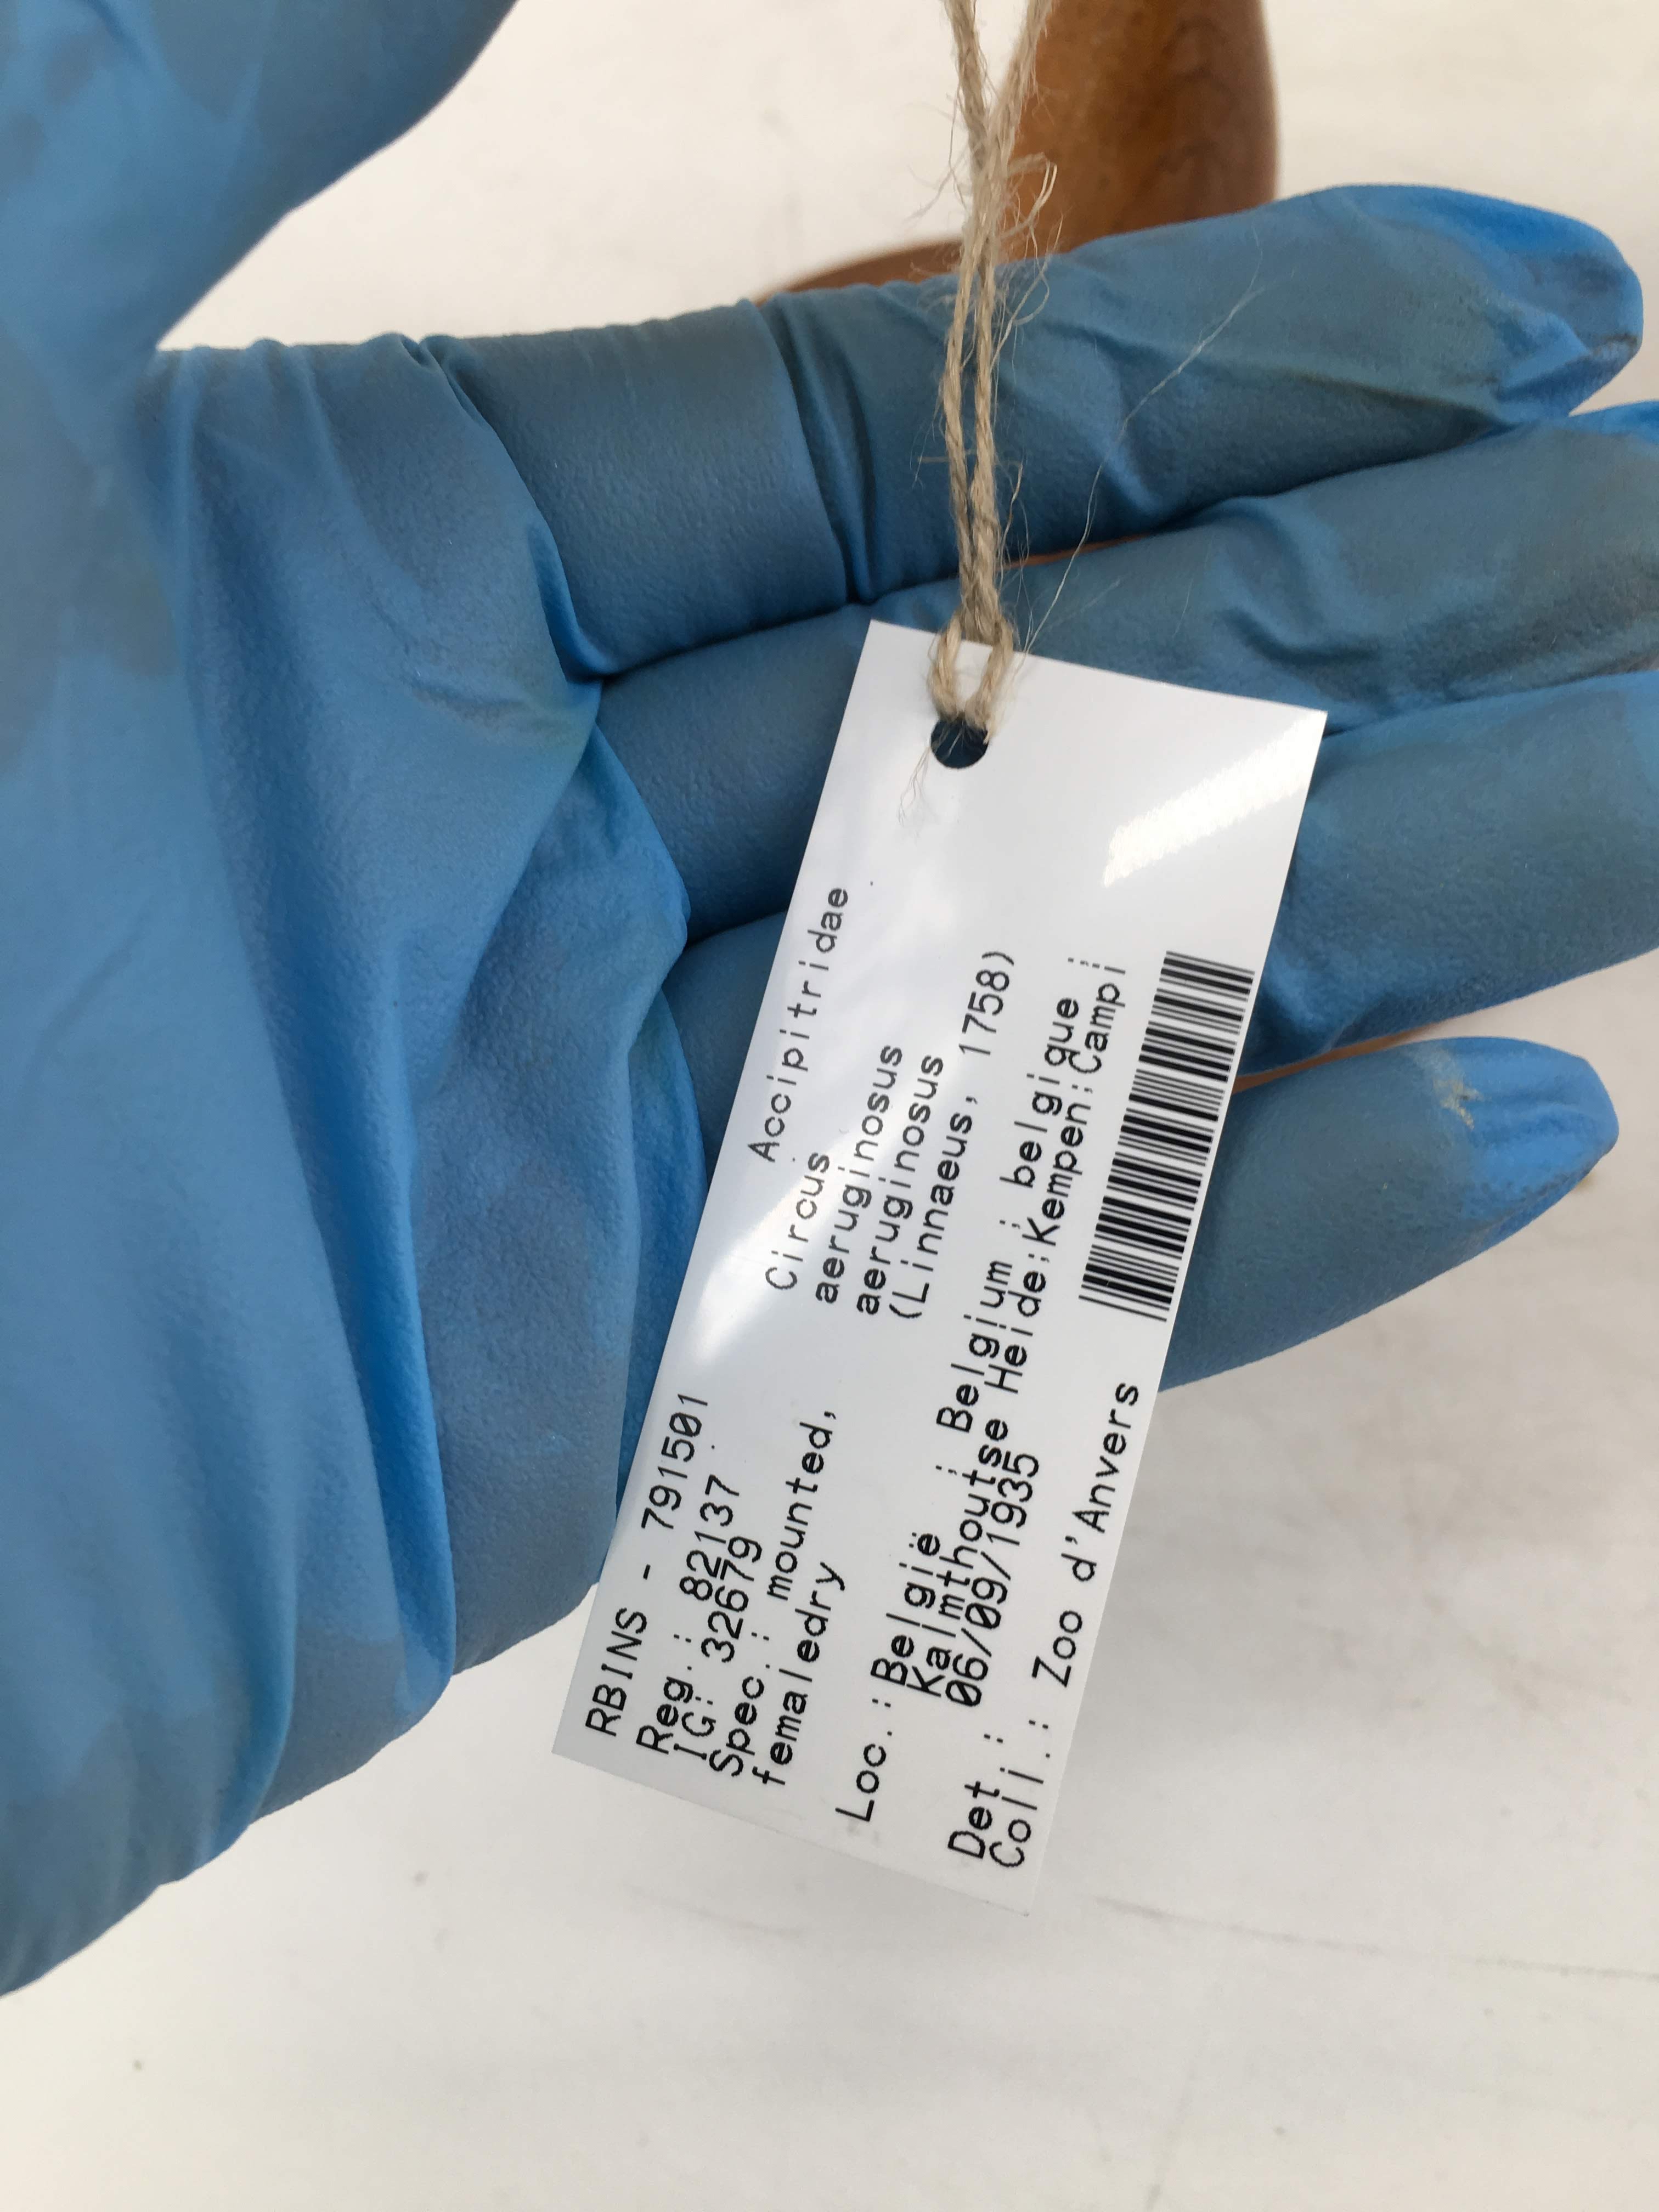 RBINS - 791501 Accipitridae
Reg.: 82137
IG: 32679
Spec.: mounted,
femaledry
Circus
aeruginosus
aeruginosus
(Linnaeus, 1758)
Loc.: België ; Belgium ; belgique ;
Kalmthoutse Heide;Kempen;Campi
06/09/1935
Det :
Coll.: Zoo d'Anvers